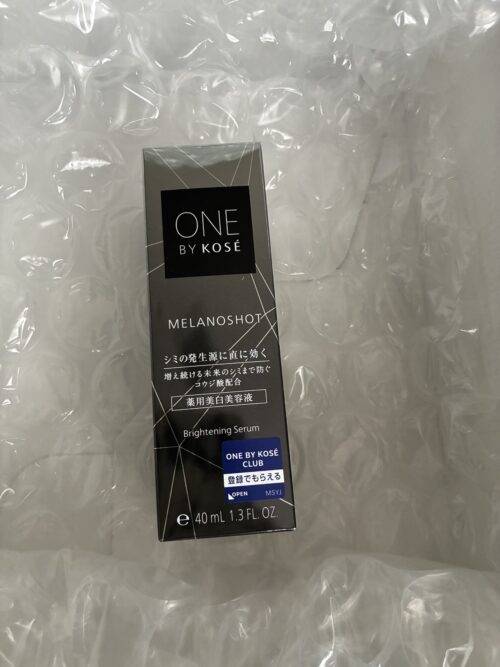 ONE
BY KOSÉ
MELANOSHOT
シミの発生源に直に効く
増え続ける未来のシミまで防ぐ
コウジ酸配合
薬用美白美容液
Brightening Serum
ONE BY KOSÉ
CLUB
登録でもらえる
OPEN MSYJ
℮ 40 mL 1.3 FL. OZ.